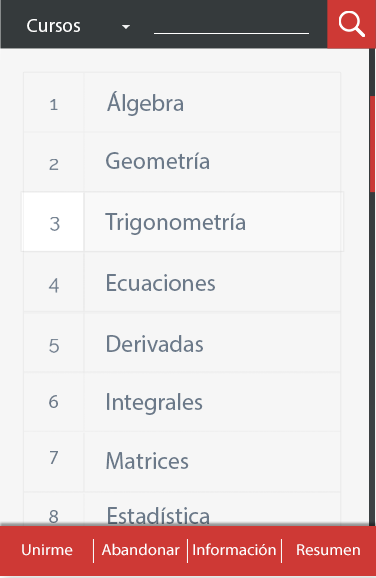 Cursos
1 Álgebra
2 Geometría
3 Trigonometría
4 Ecuaciones
5 Derivadas
6 Integrales
7 Matrices
8 Estadística
Unirme Abandonar Información Resumen